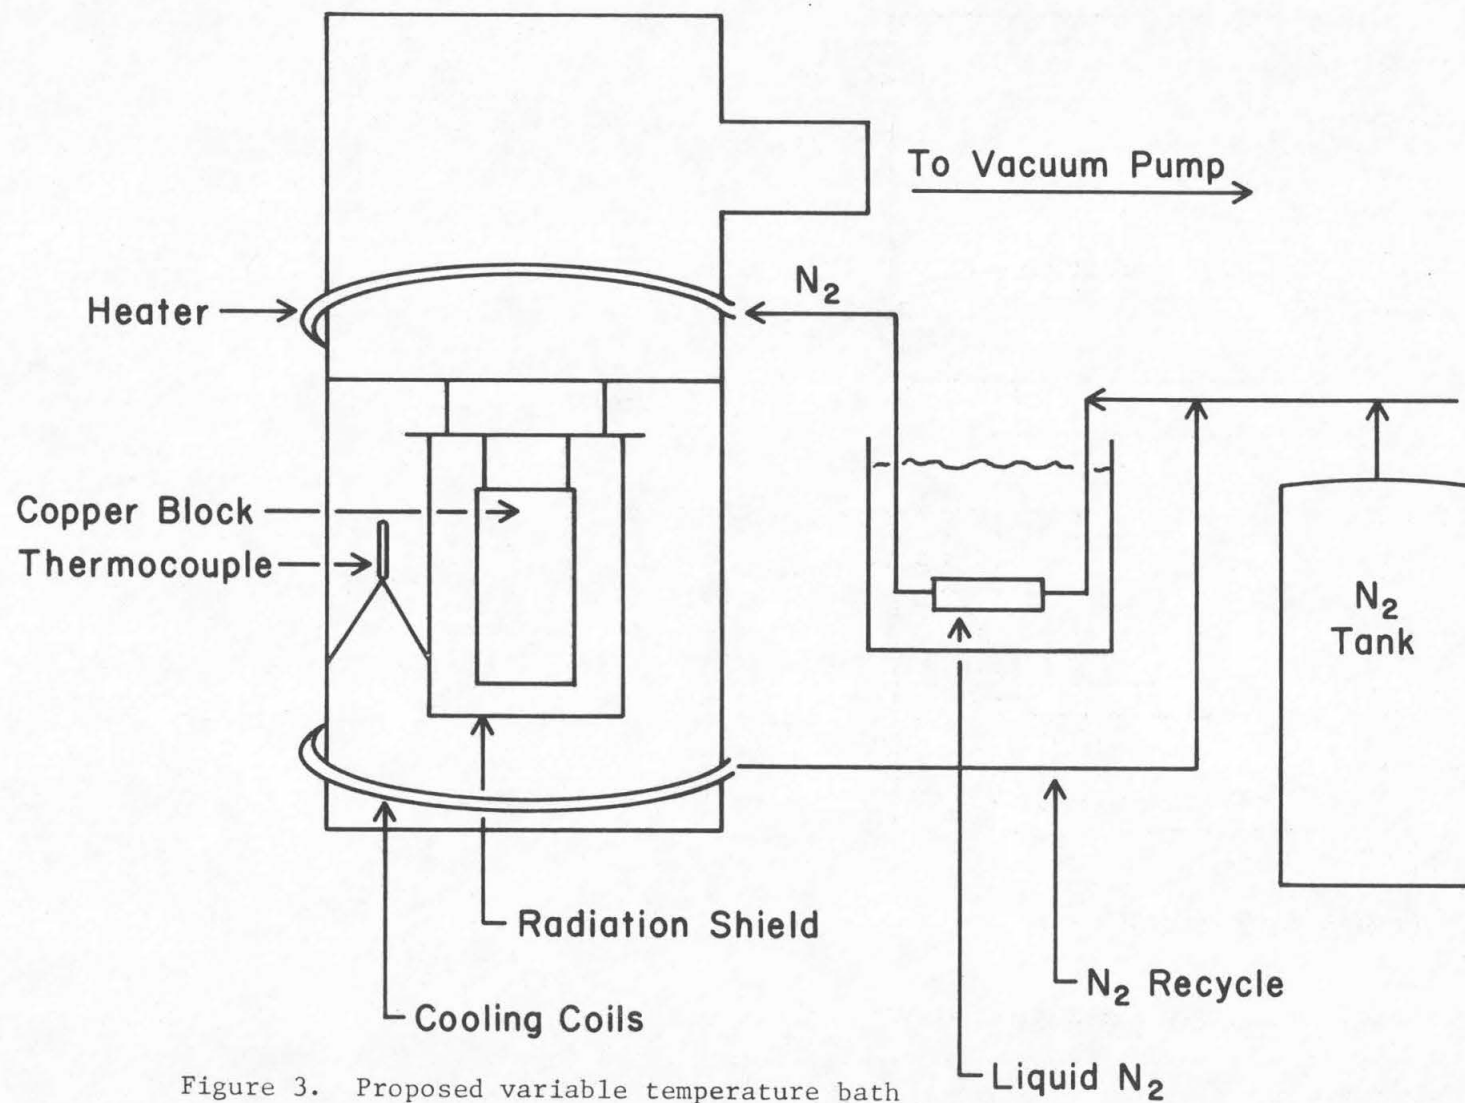 To Vacuum Pump
N2
Heater
Copper Block
Thermocouple
N2
Tank
Radiation Shield
N2 Recycle
Cooling Coils
Liquid N2
Figure 3. Proposed variable temperature bath